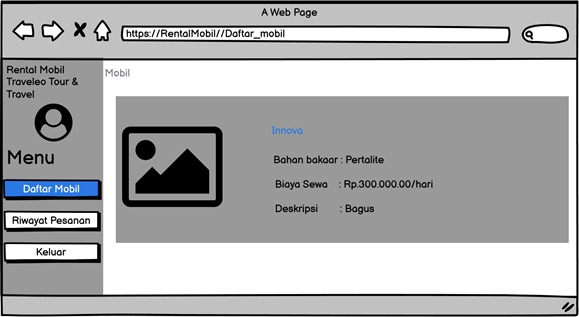 A Web Page
https://RentalMobil//Daftar_mobil
Rental Mobil
Traveleo Tour &
Travel
Menu
Daftar Mobil
Riwayat Pesanan
Keluar
Mobil
Innova
Bahan bakaar : Pertalite
Biaya Sewa : Rp.300.000.00/hari
Deskripsi : Bagus